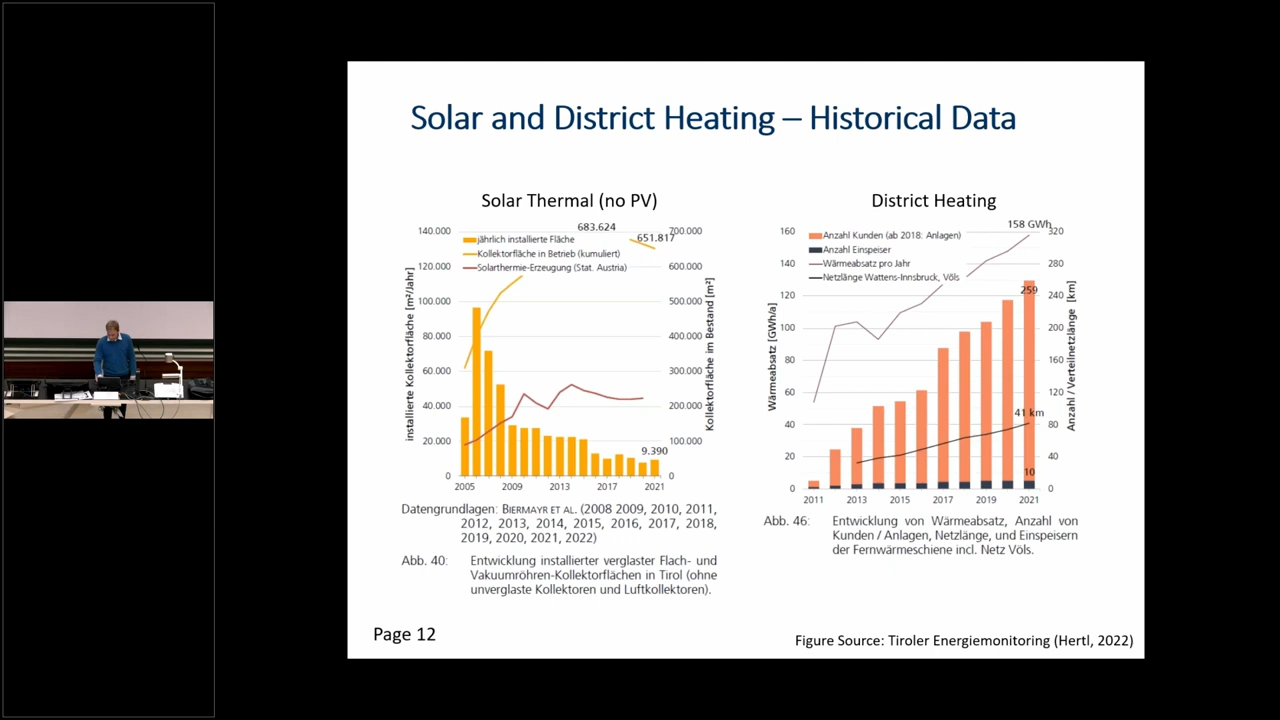 Solar and District Heating – Historical Data
Solar Thermal (no PV)
683.624
140.000
700.000
651.817
jährlich installierte Fläche
Kollektorfläche in Betrieb (kumuliert)
Solarthermie-Erzeugung (Stat. Austria)
120.000
600.000
100.000
500.000
80.000
400.000
60.000
300.000
40.000
200.000
20.000
100.000
9.390
0
0
2005
2009
2013
2017
2021
installierte Kollektorfläche [m²/Jahr]
Kollektorfläche im Bestand [m²]
Datengrundlagen: BIERMAYR ET AL. (2008 2009, 2010, 2011,
2012, 2013, 2014, 2015, 2016, 2017, 2018,
2019, 2020, 2021, 2022)
Abb. 40: Entwicklung installierter verglaster Flach- und
Vakuumröhren-Kollektorflächen in Tirol (ohne
unverglaste Kollektoren und Luftkollektoren).
District Heating
158 GWh
160
320
Anzahl Kunden (ab 2018: Anlagen)
Anzahl Einspeiser
Wärmeabsatz pro Jahr
Netzlänge Wattens-Innsbruck, Völs
140
280
259
120
240
100
200
80
160
60
120
41 km
40
80
20
40
10
0
0
2011
2013
2015
2017
2019
2021
Wärmeabsatz [GWh/a]
Anzahl / Verteilnetzlänge [km]
Abb. 46: Entwicklung von Wärmeabsatz, Anzahl von
Kunden / Anlagen, Netzlänge, und Einspeisern
der Fernwärmeschiene incl. Netz Völs.
Page 12
Figure Source: Tiroler Energiemonitoring (Hertl, 2022)